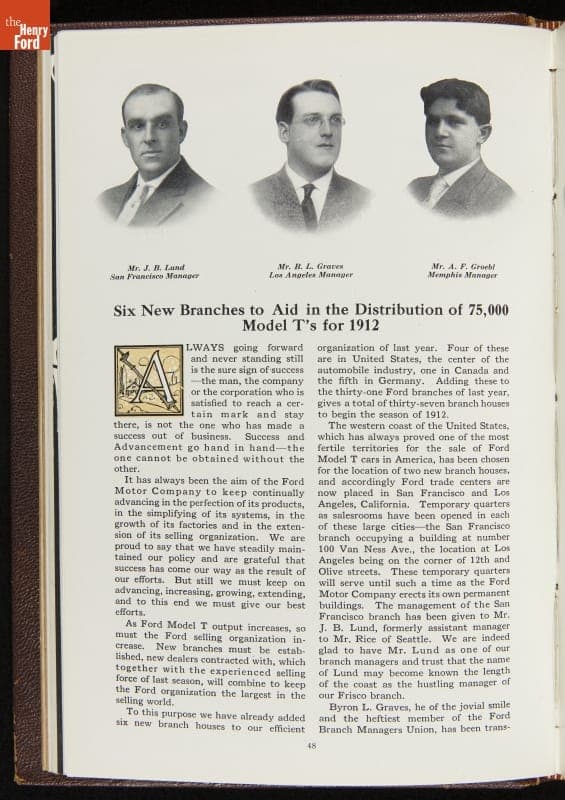 the
Henry
Ford
Mr. J. B. Lund
San Francisco Manager
Mr. B. L. Graves
Los Angeles Manager
Mr. A. F. Groebl
Memphis Manager
Six New Branches to Aid in the Distribution of 75,000
Model T's for 1912
ALWAYS going forward
and never standing still
is the sure sign of success
—the man, the company
or the corporation who is
satisfied to reach a cer-
tain mark and stay
there, is not the one who has made a
success out of business. Success and
Advancement go hand in hand—the
one cannot be obtained without the
other.
It has always been the aim of the Ford
Motor Company to keep continually
advancing in the perfection of its products,
in the simplifying of its systems, in the
growth of its factories and in the exten-
sion of its selling organization. We are
proud to say that we have steadily main-
tained our policy and are grateful that
success has come our way as the result of
our efforts. But still we must keep on
advancing, increasing, growing, extending,
and to this end we must give our best
efforts.
As Ford Model T output increases, so
must the Ford selling organization in-
crease. New branches must be estab-
lished, new dealers contracted with, which
together with the experienced selling
force of last season, will combine to keep
the Ford organization the largest in the
selling world.
To this purpose we have already added
six new branch houses to our efficient
organization of last year. Four of these
are in United States, the center of the
automobile industry, one in Canada and
the fifth in Germany. Adding these to
the thirty-one Ford branches of last year,
gives a total of thirty-seven branch houses
to begin the season of 1912.
The western coast of the United States,
which has always proved one of the most
fertile territories for the sale of Ford
Model T cars in America, has been chosen
for the location of two new branch houses,
and accordingly Ford trade centers are
now placed in San Francisco and Los
Angeles, California. Temporary quarters
as salesrooms have been opened in each
of these large cities—the San Francisco
branch occupying a building at number
100 Van Ness Ave., the location at Los
Angeles being on the corner of 12th and
Olive streets. These temporary quarters
will serve until such a time as the Ford
Motor Company erects its own permanent
buildings. The management of the San
Francisco branch has been given to Mr.
J. B. Lund, formerly assistant manager
to Mr. Rice of Seattle. We are indeed
glad to have Mr. Lund as one of our
branch managers and trust that the name
of Lund may become known the length
of the coast as the hustling manager of
our Frisco branch.
Byron L. Graves, he of the jovial smile
and the heftiest member of the Ford
Branch Managers Union, has been trans-
48